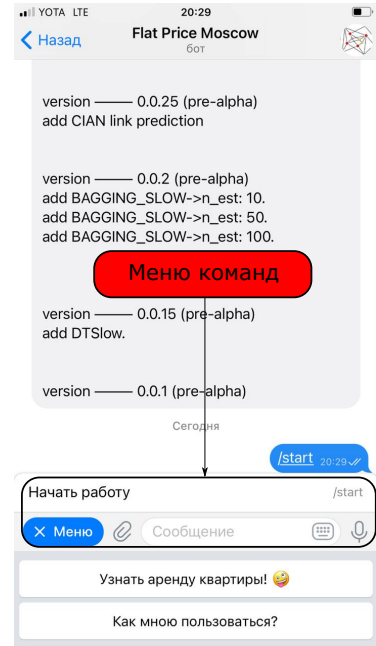 YOTA LTE 20:29
Назад Flat Price Moscow
бот
version ——– 0.0.25 (pre-alpha)
add CIAN link prediction
version ——– 0.0.2 (pre-alpha)
add BAGGING_SLOW->n_est: 10.
add BAGGING_SLOW->n_est: 50.
add BAGGING_SLOW->n_est: 100.
Меню команд
version ——– 0.0.15 (pre-alpha)
add DTSlow.
version ——– 0.0.1 (pre-alpha)
Сегодня
/start 20:29
Начать работу /start
Меню Сообщение
Узнать аренду квартиры! 🤪
Как мною пользоваться?